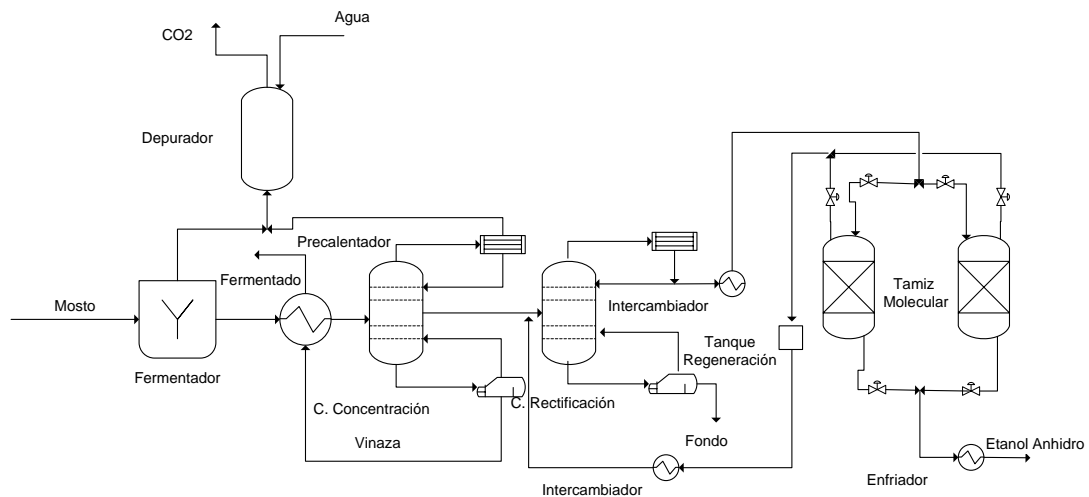 Agua
CO2
Depurador
Precalentador
Fermentado
Mosto
Fermentador
Intercambiador
Tamiz
Molecular
Tanque
Regeneración
C. Concentración
C. Rectificación
Vinaza
Fondo
Etanol Anhidro
Enfriador
Intercambiador